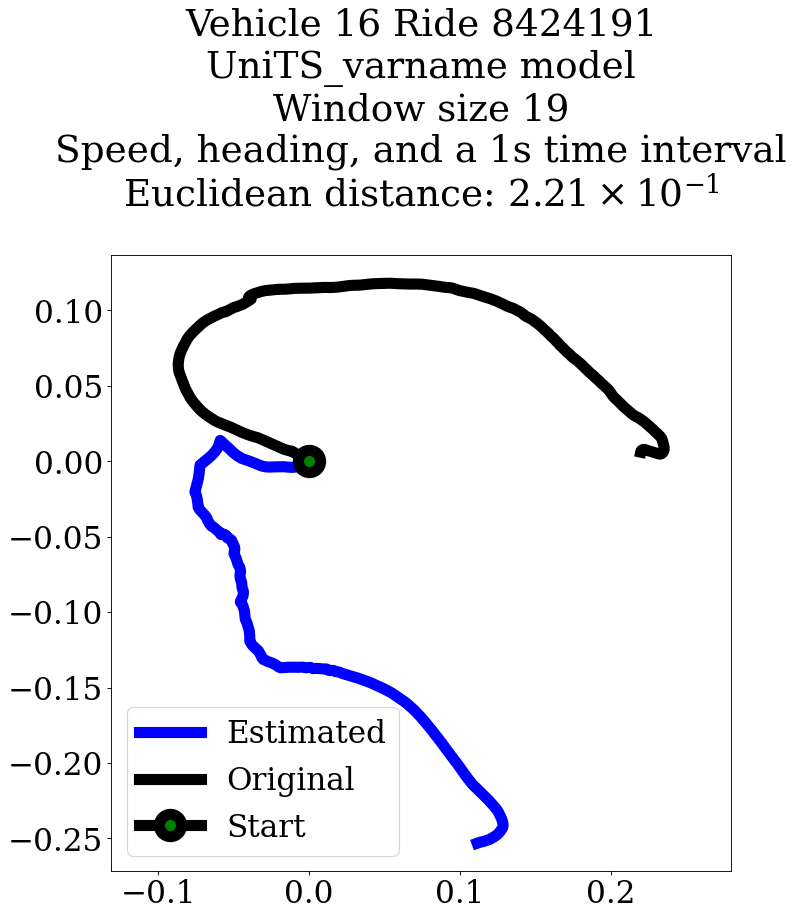 Vehicle 16 Ride 8424191
UniTS_varname model
Window size 19
Speed, heading, and a 1s time interval
Euclidean distance: 2.21 × 10⁻¹
0.10
0.05
0.00
−0.05
−0.10
−0.15
−0.20
−0.25
Estimated
Original
Start
−0.1 0.0 0.1 0.2